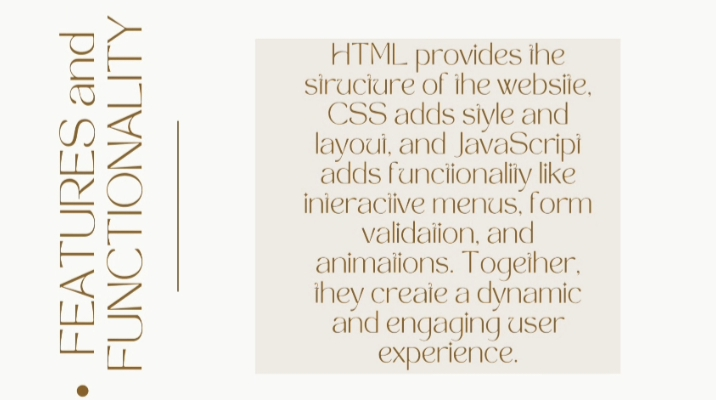 FEATURES and
FUNCTIONALITY
HTML provides the
structure of the website,
CSS adds style and
layout, and JavaScript
adds functionality like
interactive menus, form
validation, and
animations. Together,
they create a dynamic
and engaging user
experience.